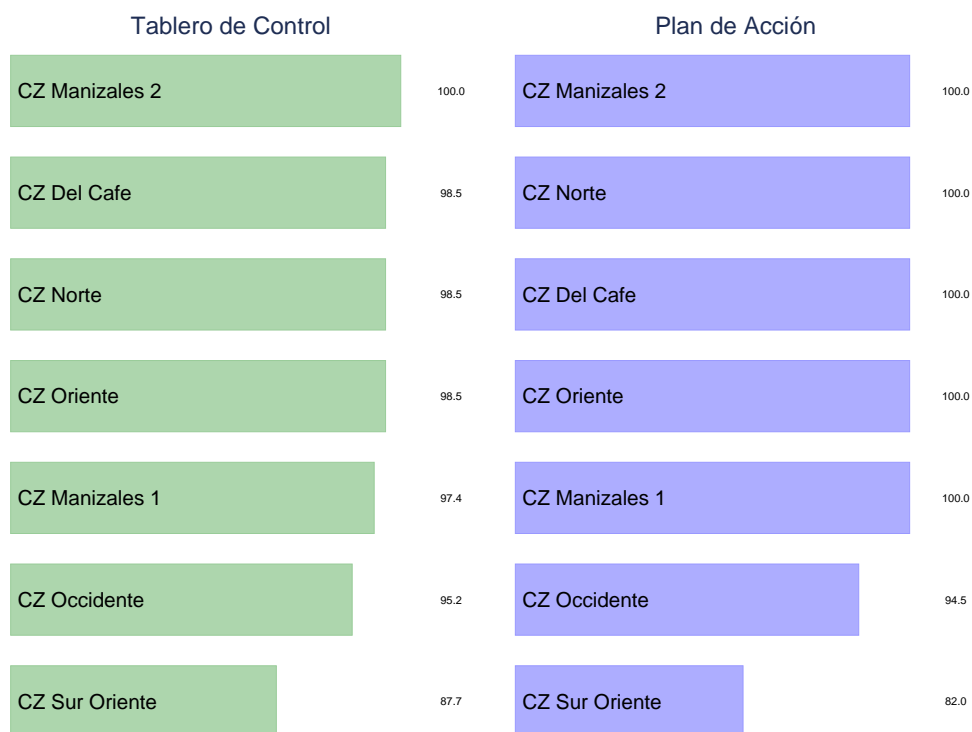 Tablero de Control
CZ Manizales 2 100.0
CZ Del Cafe 98.5
CZ Norte 98.5
CZ Oriente 98.5
CZ Manizales 1 97.4
CZ Occidente 95.2
CZ Sur Oriente 87.7
Plan de Acción
CZ Manizales 2 100.0
CZ Norte 100.0
CZ Del Cafe 100.0
CZ Oriente 100.0
CZ Manizales 1 100.0
CZ Occidente 94.5
CZ Sur Oriente 82.0